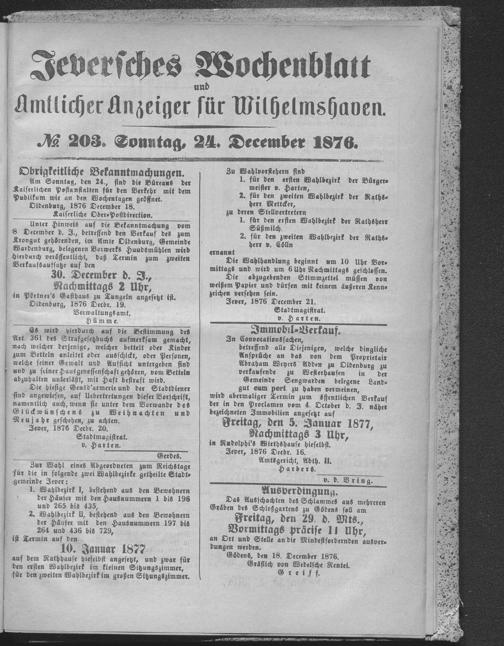 Jeversches Wochenblatt
und
Amtlicher Anzeiger für Wilhelmshaven.
№ 203. Sonntag, 24. December 1876.
Obrigkeitliche Bekanntmachungen.
Am Sonntag, den 24., sind die Büreaus der
Kaiserlichen Postanstalten für den Verkehr mit dem
Publikum wie an den Wochentagen geöffnet.
Oldenburg, 1876 December 18.
Kaiserliche Ober-Postdirection.
Unter Hinweis auf die Bekanntmachung vom
8 December d. J., betreffend den Verkauf des zum
Krongut gehörenden, im Amte Oldenburg, Gemeinde
Wardenburg, belegenen Vorwerks Hundsmühlen wird
hierdurch veröffentlicht, daß Termin zum zweiten
Verkaufsaufsatze auf den
30. December d. J.,
Nachmittags 2 Uhr,
in Gasthaus zu Tungeln angesetzt ist.
Oldenburg, 1876 Decbr. 19.
Verwaltungsamt.
Hümme.
Es wird hierdurch auf die Bestimmung des
Art. 361 des Strafgesetzbuchs aufmerksam gemacht,
nach welcher derjenige, welcher bettelt oder Kinder
zum Betteln anleitet oder ausschickt, oder Personen,
welche seiner Gewalt und Aufsicht untergeben sind
und zu seiner Hausgenossenschaft gehören, vom Betteln
abzuhalten unterläßt, mit Haft bestraft wird.
Die hiesige Gensd'armerie und der Stadtdiener
sind angewiesen, auf Uebertretungen dieser Vorschrift,
namentlich auch, wenn sie unter dem Vorwande des
Glückwünschens zu Weihnachten und
Neujahr geschehen, zu achten.
Jever, 1876 Decbr. 20.
Stadtmagistrat.
v. Harten.
Gerdes.
Zur Wahl eines Abgeordneten zum Reichstage
für die in folgende zwei Wahlbezirke getheilte Stadt-
gemeinde Jever:
1. Wahlbezirk I, bestehend aus den Bewohnern
der Häuser mit den Hausnummern 1 bis 196
und 265 bis 435,
2. Wahlbezirk II, bestehend aus den Bewohnern
der Häuser mit den Hausnummern 197 bis
264 und 436 bis 729,
ist Termin auf den
10. Januar 1877
auf dem Rathhause hieselbst angesetzt, und zwar für
den ersten Wahlbezirk im kleinen Sitzungszimmer,
für den zweiten Wahlbezirk im großen Sitzungszimmer.
Zu Wahlvorstehern sind
1. für den ersten Wahlbezirk der Bürger-
meister v. Harten,
2. für den zweiten Wahlbezirk der Raths-
herr
zu deren Stellvertretern
1. für den ersten Wahlbezirk der Rathsherr
Süßmilch
2. für den zweiten Wahlbezirk der Raths-
herr v. Cölln
ernannt
Die Wahlhandlung beginnt um 10 Uhr Vor-
mittags und wird um 6 Uhr Nachmittags geschlossen.
Die abzugebenden Stimmzettel müssen von
weißem Papier und dürfen mit keinem äußeren Kenn-
zeichen versehen sein.
Jever, 1876 December 21.
Stadtmagistrat.
v. Harten.
Immobil-Verkauf.
In Convocationssachen,
betreffend alle Diejenigen, welche dingliche
Ansprüche an das von dem Proprietair
Abraham Weyert Adden zu Oldenburg zu
verkaufende zu Westerhausen in der
Gemeinde Sengwarden belegene Land-
gut cum pert. zu haben vermeinen,
wird abermaliger Termin zum öffentlichen Verkauf
der in dem Proclamen vom 4. October d. J. näher
bezeichneten Immobilien angesetzt auf
Freitag, den 5. Januar 1877,
Nachmittags 3 Uhr,
in Rudolphi's Wirthshause hieselbst.
Jever, 1876 Decbr. 16.
Amtsgericht, Abth. II.
Harbers.
v. d. Bring.
Ausverdingung.
Das Ausschachten des Schlammes aus mehreren
Gräben des Schloßgartens zu Gödens soll am
Freitag, den 29. d. Mts.,
Vormittags präcise 11 Uhr,
an Ort und Stelle an die Mindestfordernden ausver-
dungen werden.
Gödens, den 18. December 1876.
Gräflich von Wedelsche Rentei.
Greiff.